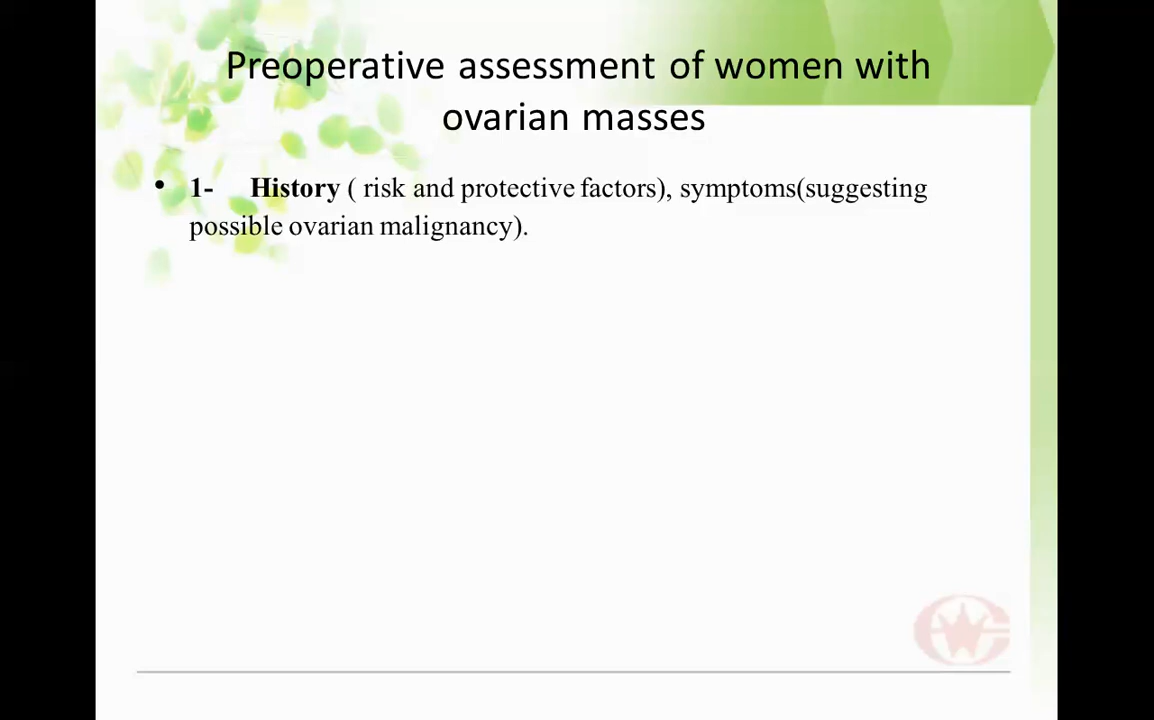 Preoperative assessment of women with
ovarian masses
• 1- History ( risk and protective factors), symptoms(suggesting
possible ovarian malignancy).